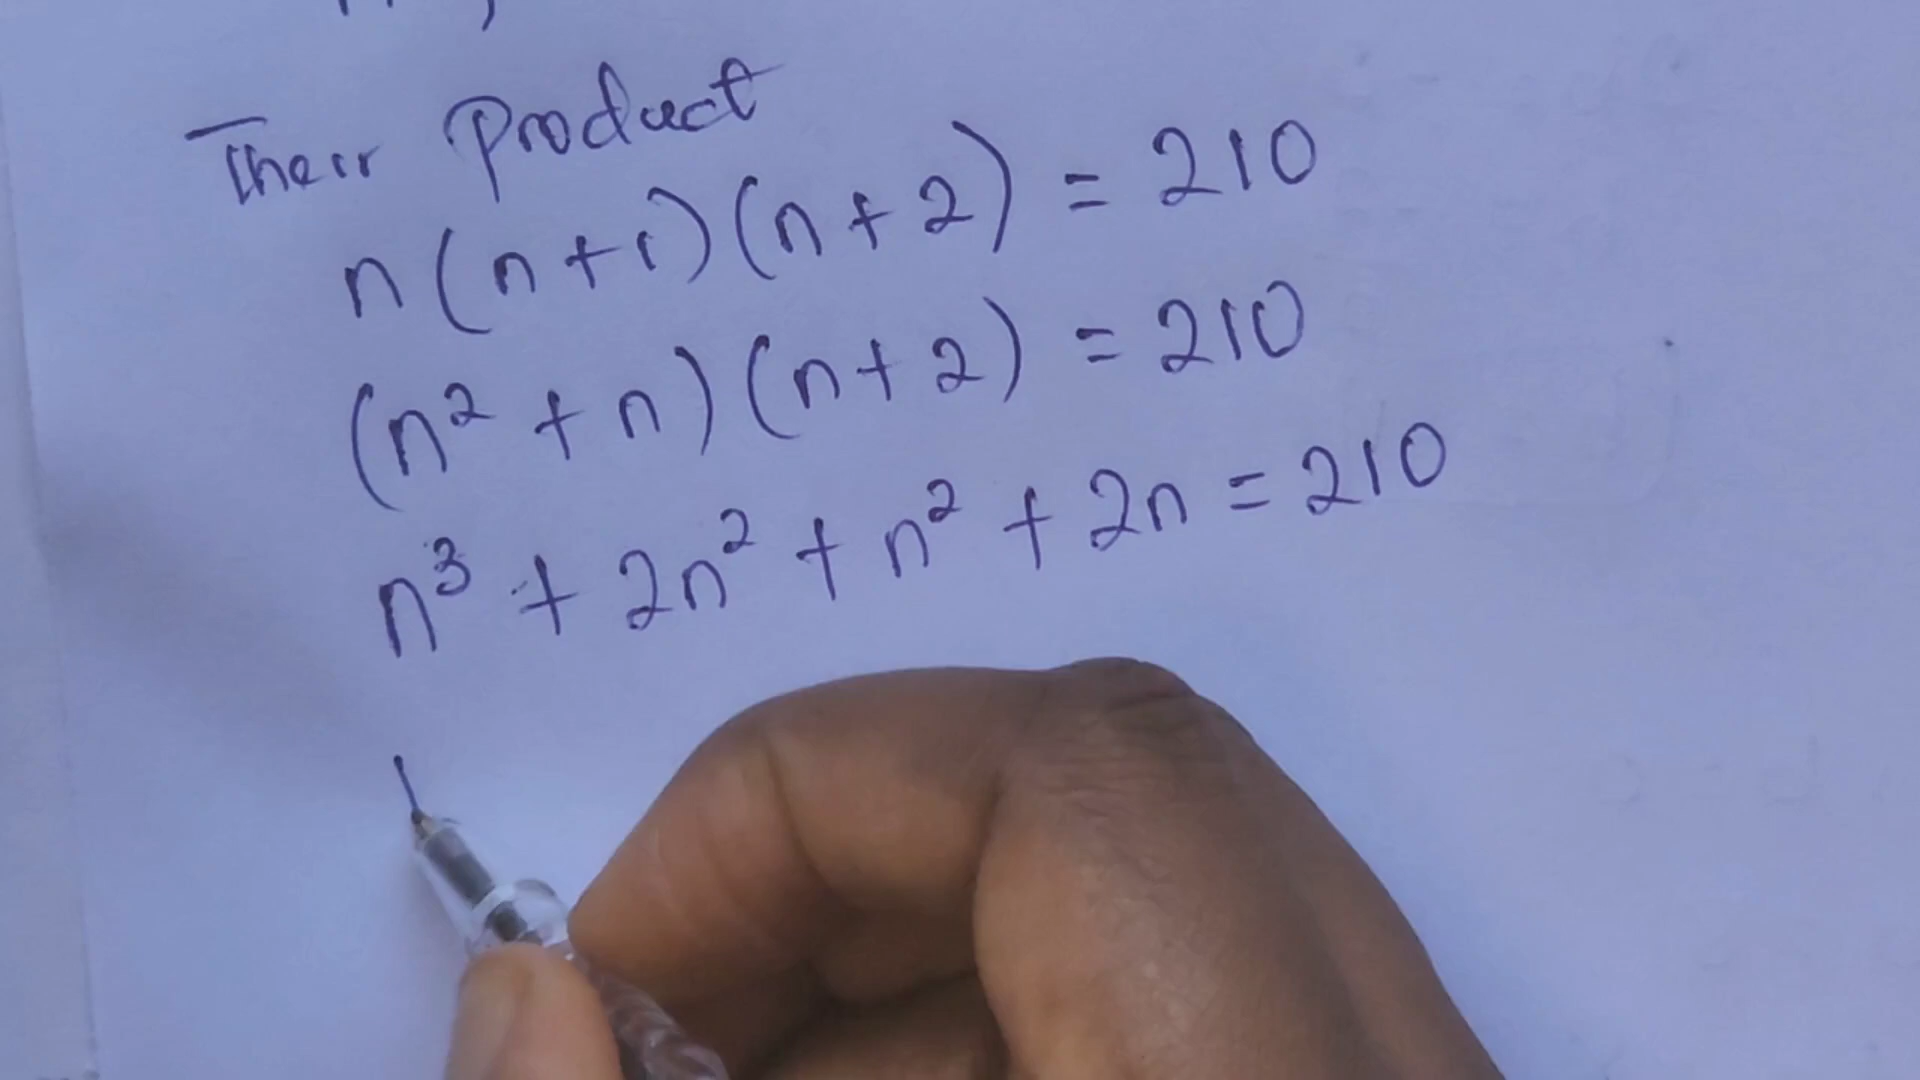 Their Product
n(n+1)(n+2) = 210
(n² + n)(n+2) = 210
n³ + 2n² + n² + 2n = 210